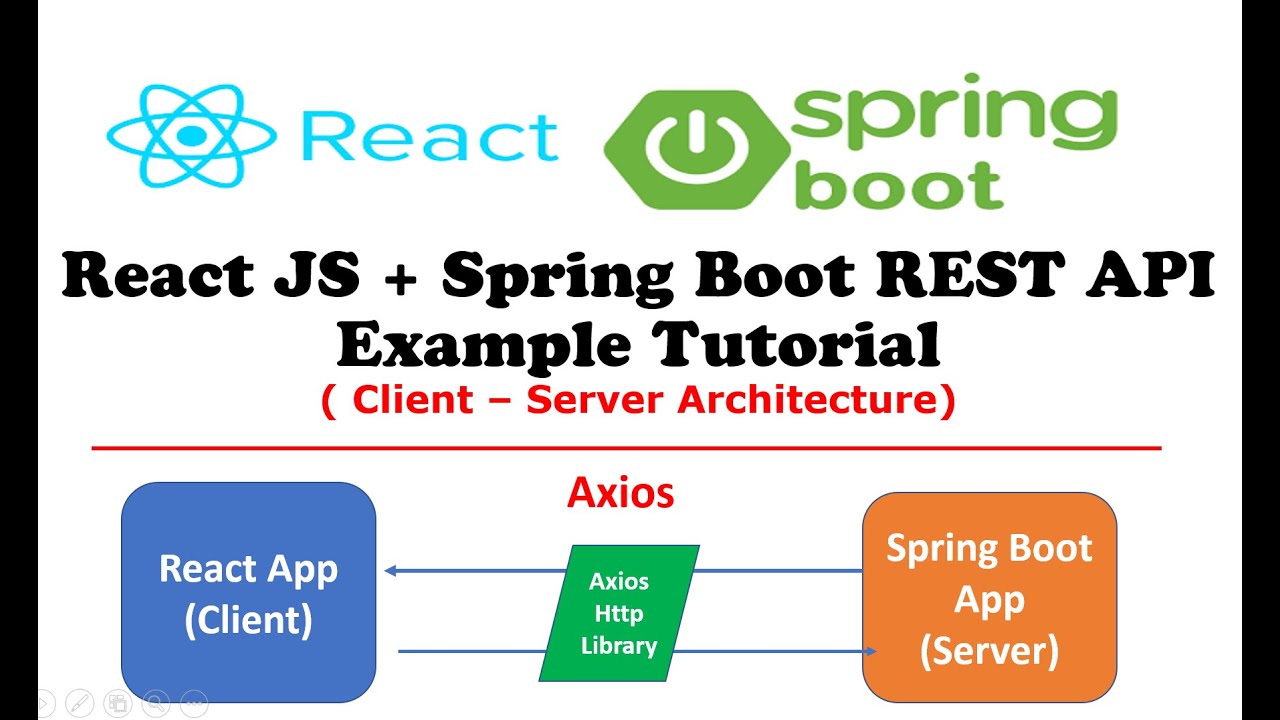 React
spring
boot
React JS + Spring Boot REST API
Example Tutorial
( Client – Server Architecture)
Axios
React App
(Client)
Axios
Http
Library
Spring Boot
App
(Server)